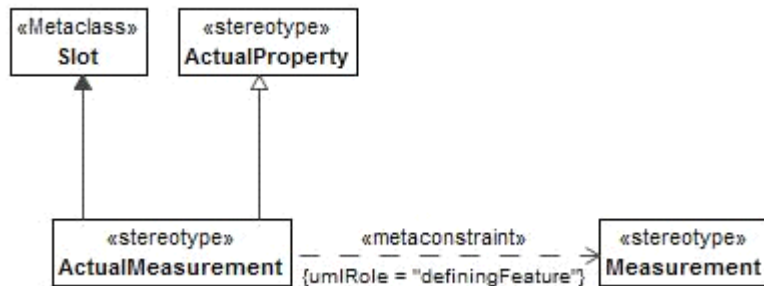 «Metaclass»
Slot
«stereotype»
ActualProperty
«stereotype»
ActualMeasurement
«metaconstraint»
{umlRole = "definingFeature"}
«stereotype»
Measurement